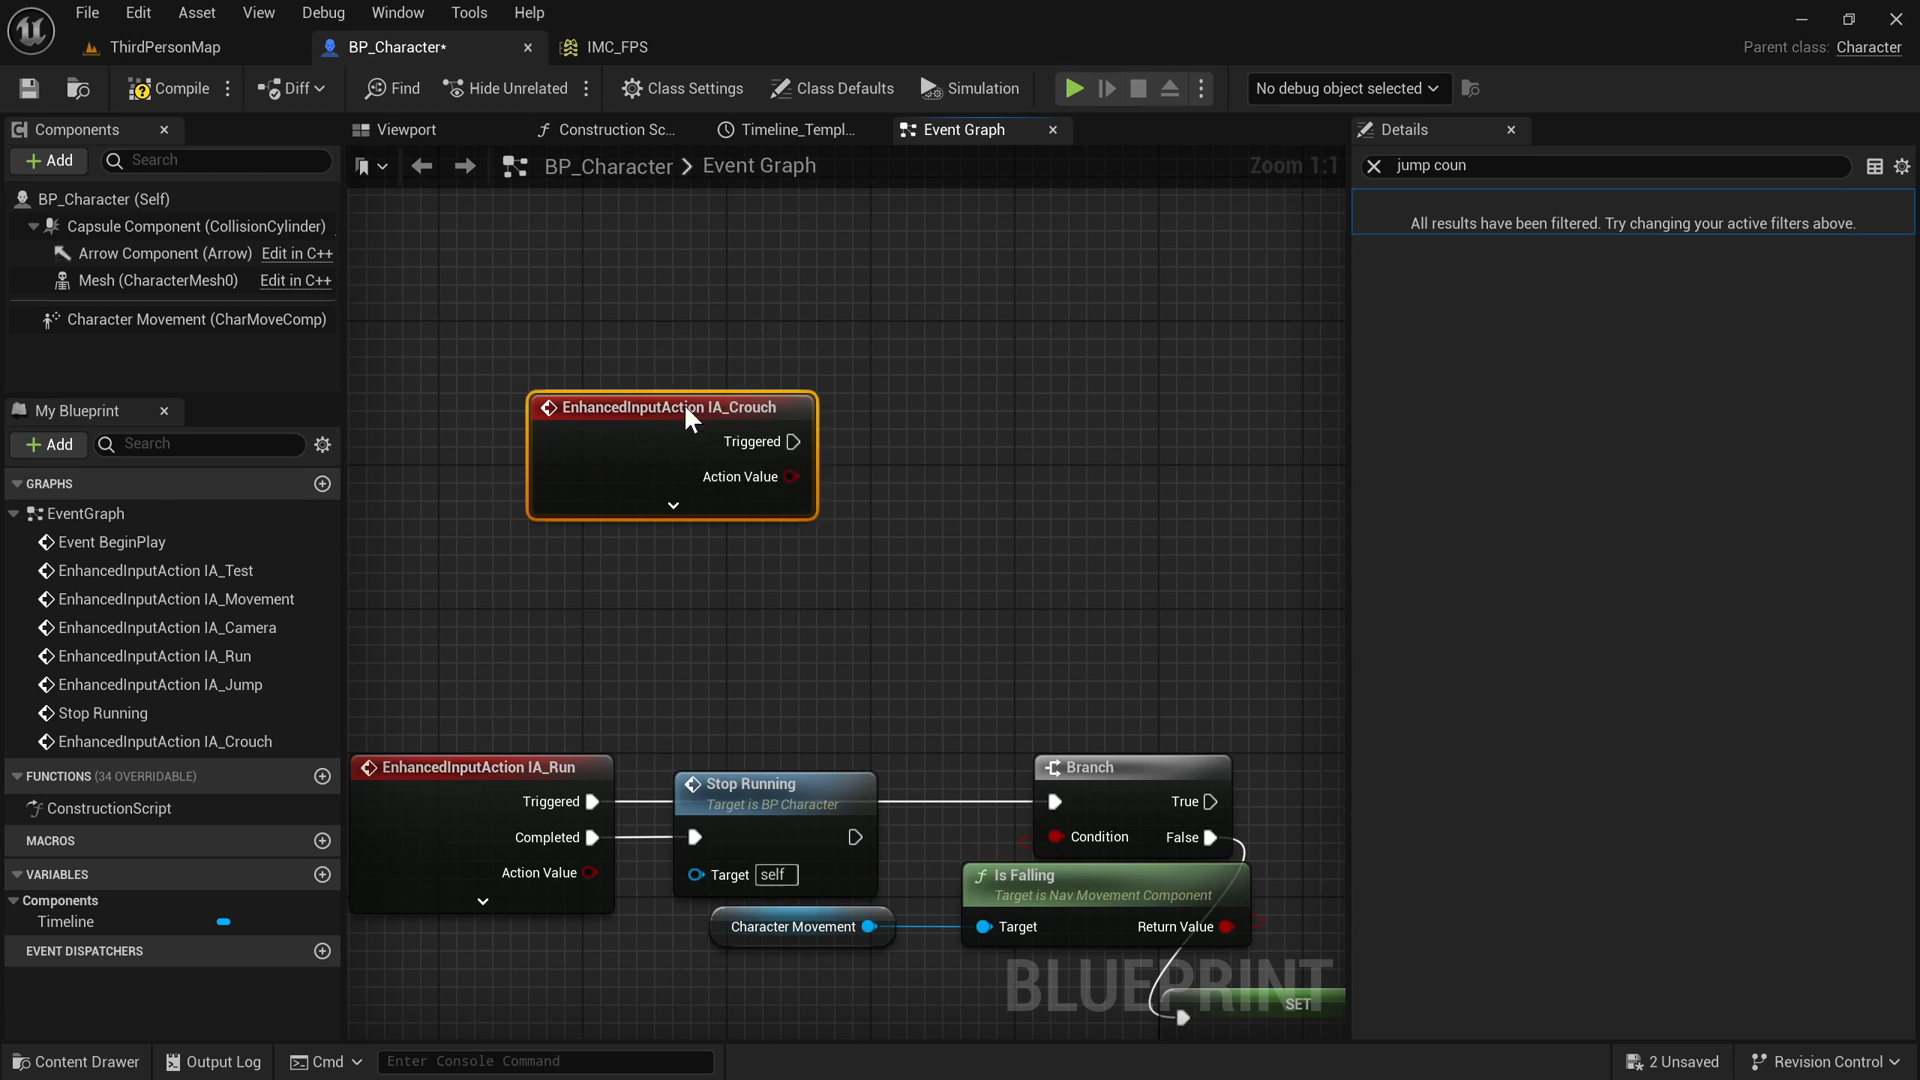 File Edit Asset View Debug Window Tools Help
ThirdPersonMap BP_Character* IMC_FPS
Parent class: Character
Compile Diff Find Hide Unrelated Class Settings Class Defaults Simulation No debug object selected
Components
Viewport Construction Sc... Timeline_Templ... Event Graph
Details
Add Search
BP_Character > Event Graph Zoom 1:1
jump coun
BP_Character (Self)
Capsule Component (CollisionCylinder)
Arrow Component (Arrow) Edit in C++
Mesh (CharacterMesh0) Edit in C++
Character Movement (CharMoveComp)
All results have been filtered. Try changing your active filters above.
My Blueprint
Add Search
GRAPHS
EventGraph
Event BeginPlay
EnhancedInputAction IA_Test
EnhancedInputAction IA_Movement
EnhancedInputAction IA_Camera
EnhancedInputAction IA_Run
EnhancedInputAction IA_Jump
Stop Running
EnhancedInputAction IA_Crouch
FUNCTIONS (34 OVERRIDABLE)
ConstructionScript
MACROS
VARIABLES
Components
Timeline
EVENT DISPATCHERS
EnhancedInputAction IA_Crouch
Triggered
Action Value
EnhancedInputAction IA_Run
Triggered
Completed
Action Value
Stop Running
Target is BP Character
Target self
Branch
True
Condition False
Is Falling
Target is Nav Movement Component
Target Return Value
Character Movement
SET
BLUEPRINT
Content Drawer Output Log Cmd Enter Console Command 2 Unsaved Revision Control